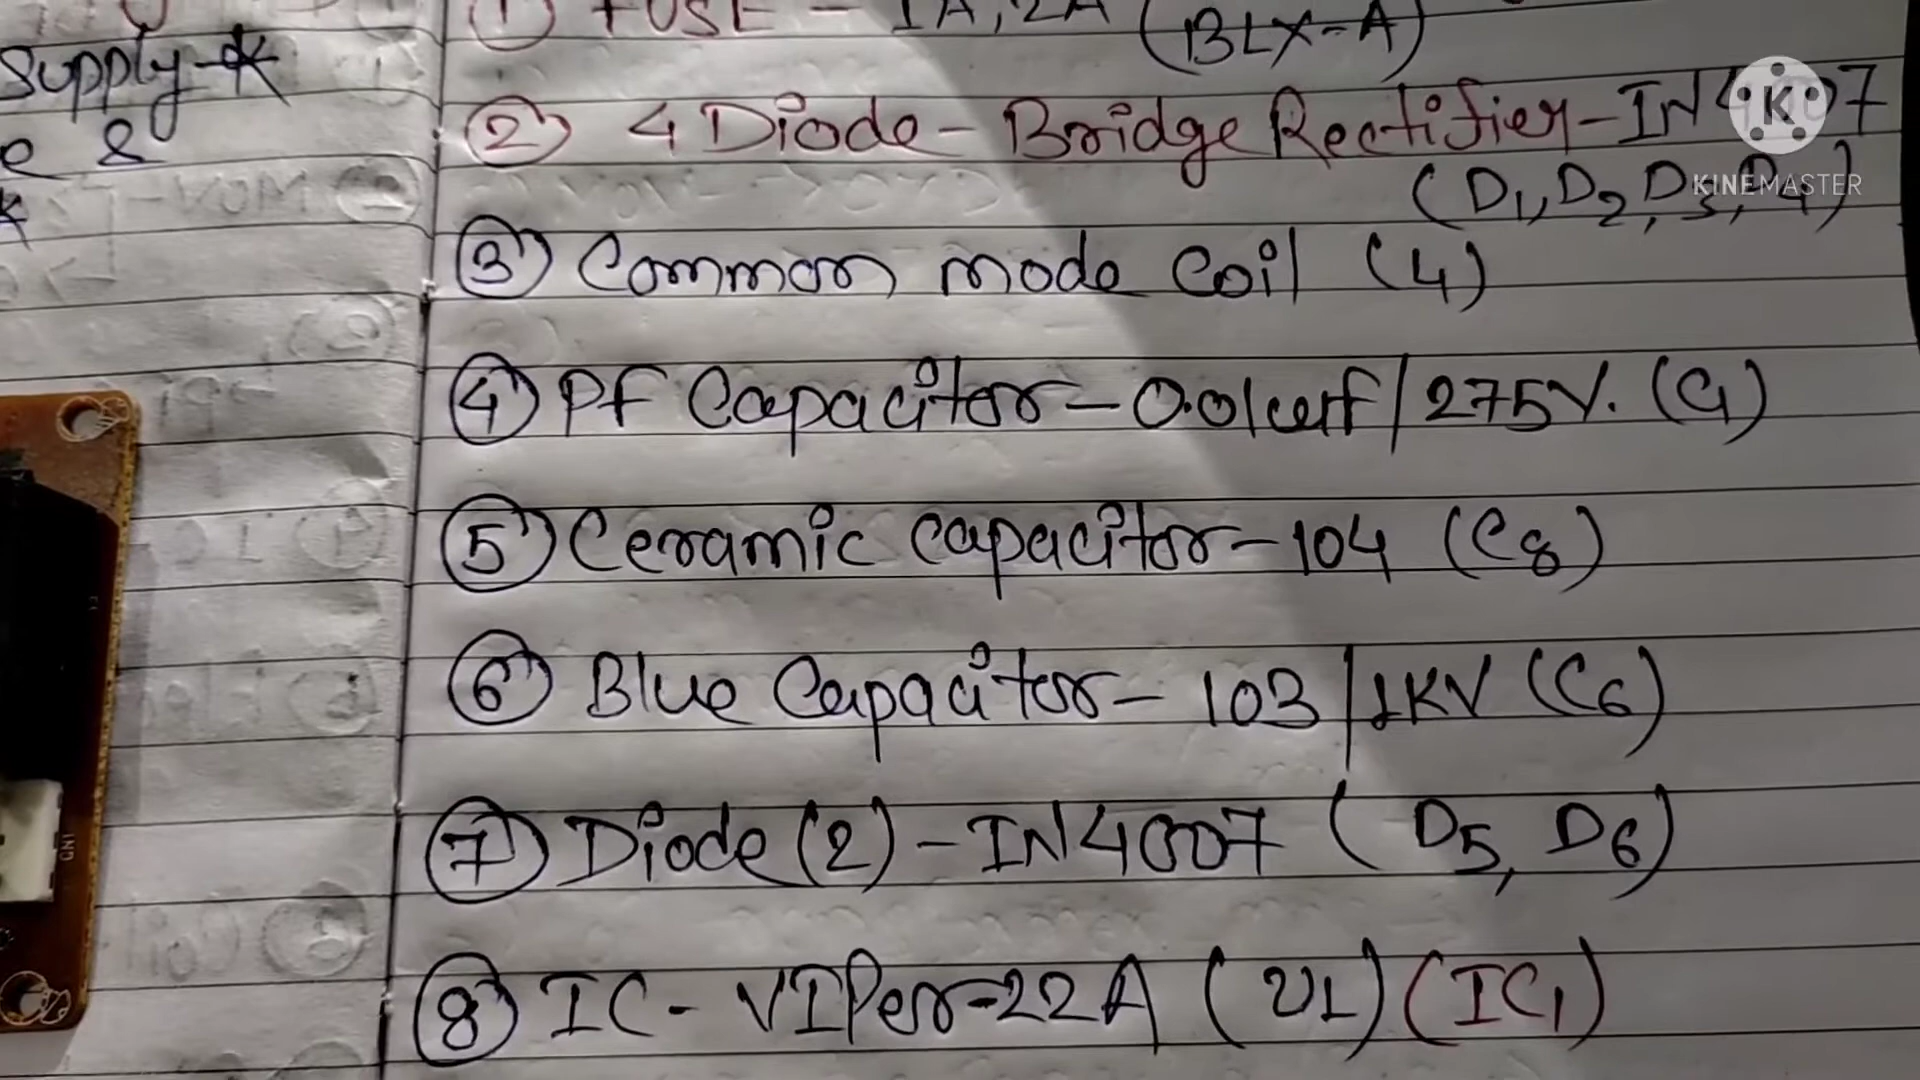 Supply
e &
① FUSE - 1A, 2A (BLX-A)
② 4 Diode - Bridge Rectifier - IN4007
(D1, D2, D3, D4)
③ Common mode Coil (4)
④ PF Capacitor - 0.01uf / 275V. (C1)
⑤ Ceramic Capacitor - 104 (C8)
⑥ Blue Capacitor - 103 / 1KV (C6)
⑦ Diode (2) - IN4007 (D5, D6)
⑧ IC - VIPer-22A (U1) (IC1)
K
KINEMASTER